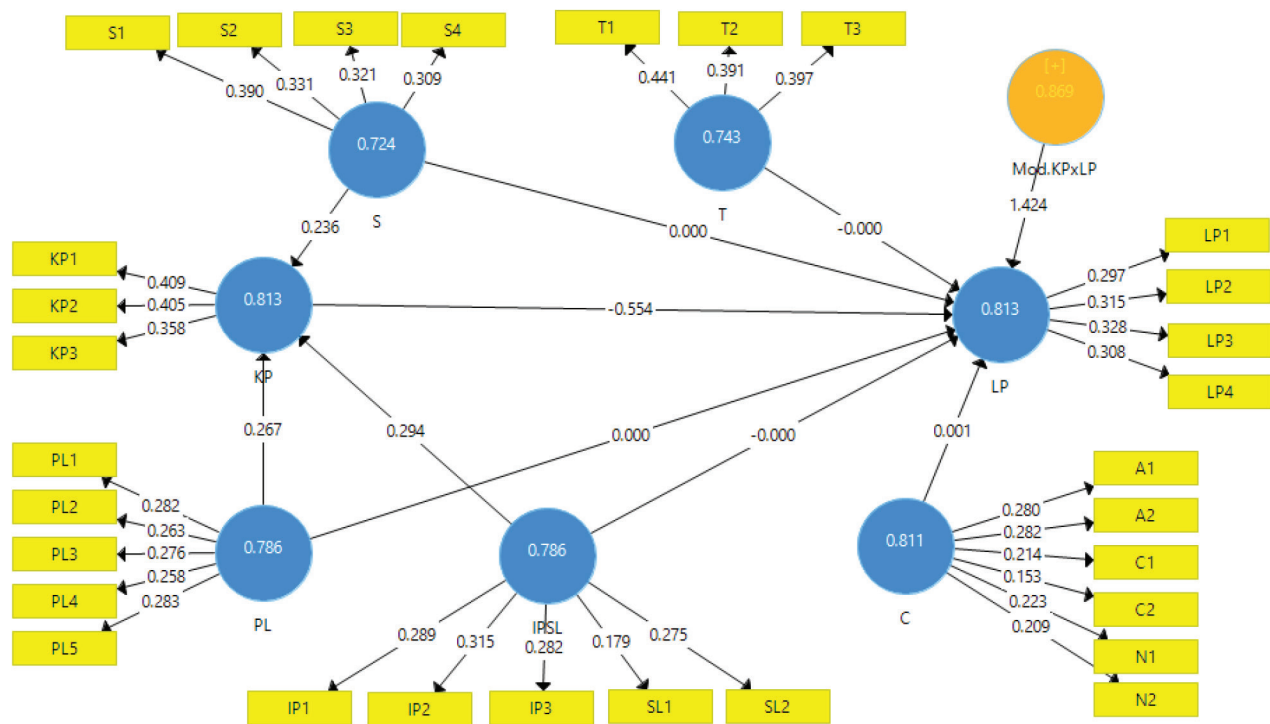 S1
S2
S3
S4
T1
T2
T3
0.390
0.331
0.321
0.309
0.441
0.391
0.397
[+]
0.869
0.724
0.743
Mod.KPxLP
S
T
0.236
0.000
-0.000
1.424
KP1
KP2
KP3
0.409
0.405
0.358
0.813
KP
-0.554
0.813
LP
0.297
0.315
0.328
0.308
LP1
LP2
LP3
LP4
0.267
0.294
0.000
-0.000
0.001
PL1
PL2
PL3
PL4
PL5
0.282
0.263
0.276
0.258
0.283
0.786
PL
0.786
IPSL
0.289
0.315
0.282
0.179
0.275
IP1
IP2
IP3
SL1
SL2
0.811
C
0.280
0.282
0.214
0.153
0.223
0.209
A1
A2
C1
C2
N1
N2